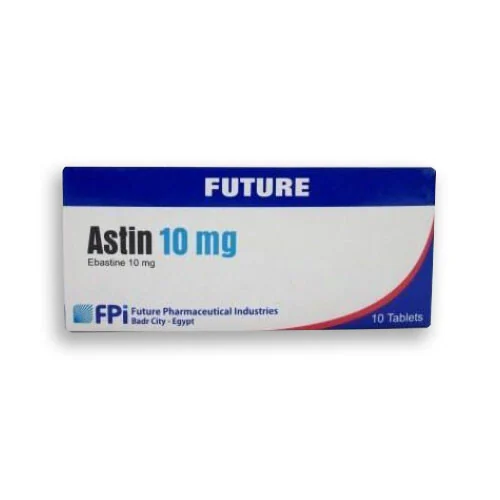 FUTURE
Astin 10 mg
Ebastine 10 mg
FPi Future Pharmaceutical Industries
Badr City - Egypt
10 Tablets